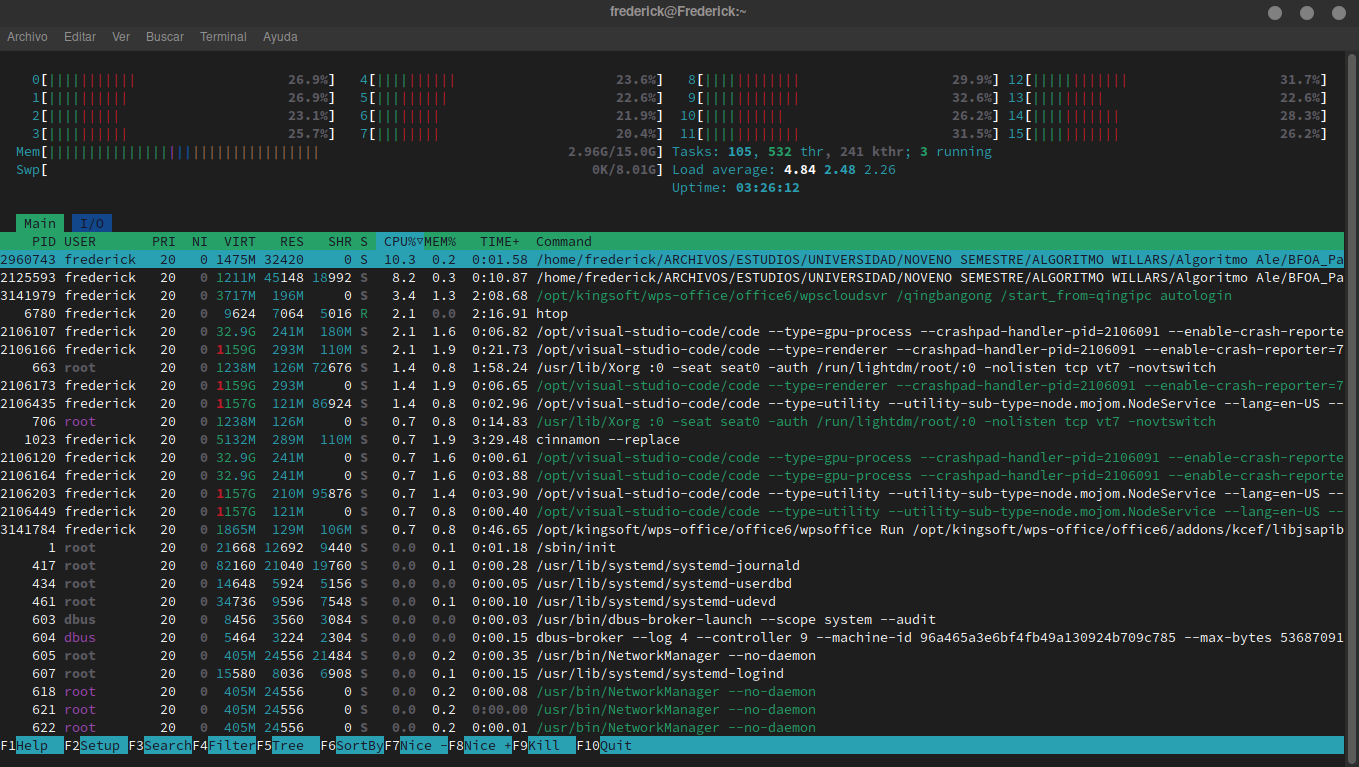 frederick@Frederick:~
Archivo Editar Ver Buscar Terminal Ayuda
0[|||||||||||26.9%] 4[||||||||||23.6%] 8[||||||||||||29.9%] 12[||||||||||||31.7%]
1[||||||||||26.9%] 5[|||||||||22.6%] 9[||||||||||||32.6%] 13[|||||||||22.6%]
2[|||||||||23.1%] 6[||||||||21.9%] 10[||||||||||26.2%] 14[|||||||||||28.3%]
3[||||||||||25.7%] 7[||||||||20.4%] 11[||||||||||||31.5%] 15[|||||||||||26.2%]
Mem[||||||||||||||||||||||||||||||||||2.96G/15.0G] Tasks: 105, 532 thr, 241 kthr; 3 running
Swp[0K/8.01G] Load average: 4.84 2.48 2.26
Uptime: 03:26:12
Main I/O
PID USER PRI NI VIRT RES SHR S CPU%▽MEM% TIME+ Command
2960743 frederick 20 0 1475M 32420 0 S 10.3 0.2 0:01.58 /home/frederick/ARCHIVOS/ESTUDIOS/UNIVERSIDAD/NOVENO SEMESTRE/ALGORITMO WILLARS/Algoritmo Ale/BFOA_Pa
2125593 frederick 20 0 1211M 45148 18992 S 8.2 0.3 0:10.87 /home/frederick/ARCHIVOS/ESTUDIOS/UNIVERSIDAD/NOVENO SEMESTRE/ALGORITMO WILLARS/Algoritmo Ale/BFOA_Pa
3141979 frederick 20 0 3717M 196M 0 S 3.4 1.3 2:08.68 /opt/kingsoft/wps-office/office6/wpscloudsvr /qingbangong /start_from=qingipc autologin
6780 frederick 20 0 9624 7064 5016 R 2.1 0.0 2:16.91 htop
2106107 frederick 20 0 32.9G 241M 180M S 2.1 1.6 0:06.82 /opt/visual-studio-code/code --type=gpu-process --crashpad-handler-pid=2106091 --enable-crash-reporte
2106166 frederick 20 0 1159G 293M 110M S 2.1 1.9 0:21.73 /opt/visual-studio-code/code --type=renderer --crashpad-handler-pid=2106091 --enable-crash-reporter=7
663 root 20 0 1238M 126M 72676 S 1.4 0.8 1:58.24 /usr/lib/Xorg :0 -seat seat0 -auth /run/lightdm/root/:0 -nolisten tcp vt7 -novtswitch
2106173 frederick 20 0 1159G 293M 0 S 1.4 1.9 0:06.65 /opt/visual-studio-code/code --type=renderer --crashpad-handler-pid=2106091 --enable-crash-reporter=7
2106435 frederick 20 0 1157G 121M 86924 S 1.4 0.8 0:02.96 /opt/visual-studio-code/code --type=utility --utility-sub-type=node.mojom.NodeService --lang=en-US --
706 root 20 0 1238M 126M 0 S 0.7 0.8 0:14.83 /usr/lib/Xorg :0 -seat seat0 -auth /run/lightdm/root/:0 -nolisten tcp vt7 -novtswitch
1023 frederick 20 0 5132M 289M 110M S 0.7 1.9 3:29.48 cinnamon --replace
2106120 frederick 20 0 32.9G 241M 0 S 0.7 1.6 0:00.61 /opt/visual-studio-code/code --type=gpu-process --crashpad-handler-pid=2106091 --enable-crash-reporte
2106164 frederick 20 0 32.9G 241M 0 S 0.7 1.6 0:03.88 /opt/visual-studio-code/code --type=gpu-process --crashpad-handler-pid=2106091 --enable-crash-reporte
2106203 frederick 20 0 1157G 210M 95876 S 0.7 1.4 0:03.90 /opt/visual-studio-code/code --type=utility --utility-sub-type=node.mojom.NodeService --lang=en-US --
2106449 frederick 20 0 1157G 121M 0 S 0.7 0.8 0:00.40 /opt/visual-studio-code/code --type=utility --utility-sub-type=node.mojom.NodeService --lang=en-US --
3141784 frederick 20 0 1865M 129M 106M S 0.7 0.8 0:46.65 /opt/kingsoft/wps-office/office6/wpsoffice Run /opt/kingsoft/wps-office/office6/addons/kcef/libjsapib
1 root 20 0 21668 12692 9440 S 0.0 0.1 0:01.18 /sbin/init
417 root 20 0 82160 21040 19760 S 0.0 0.1 0:00.28 /usr/lib/systemd/systemd-journald
434 root 20 0 14648 5924 5156 S 0.0 0.0 0:00.05 /usr/lib/systemd/systemd-userdbd
461 root 20 0 34736 9596 7548 S 0.0 0.1 0:00.10 /usr/lib/systemd/systemd-udevd
603 dbus 20 0 8456 3560 3084 S 0.0 0.0 0:00.03 /usr/bin/dbus-broker-launch --scope system --audit
604 dbus 20 0 5464 3224 2304 S 0.0 0.0 0:00.15 dbus-broker --log 4 --controller 9 --machine-id 96a465a3e6bf4fb49a130924b709c785 --max-bytes 53687091
605 root 20 0 405M 24556 21484 S 0.0 0.2 0:00.35 /usr/bin/NetworkManager --no-daemon
607 root 20 0 15580 8036 6908 S 0.0 0.1 0:00.15 /usr/lib/systemd/systemd-logind
618 root 20 0 405M 24556 0 S 0.0 0.2 0:00.08 /usr/bin/NetworkManager --no-daemon
621 root 20 0 405M 24556 0 S 0.0 0.2 0:00.00 /usr/bin/NetworkManager --no-daemon
622 root 20 0 405M 24556 0 S 0.0 0.2 0:00.01 /usr/bin/NetworkManager --no-daemon
F1Help F2Setup F3SearchF4FilterF5Tree F6SortByF7Nice -F8Nice +F9Kill F10Quit